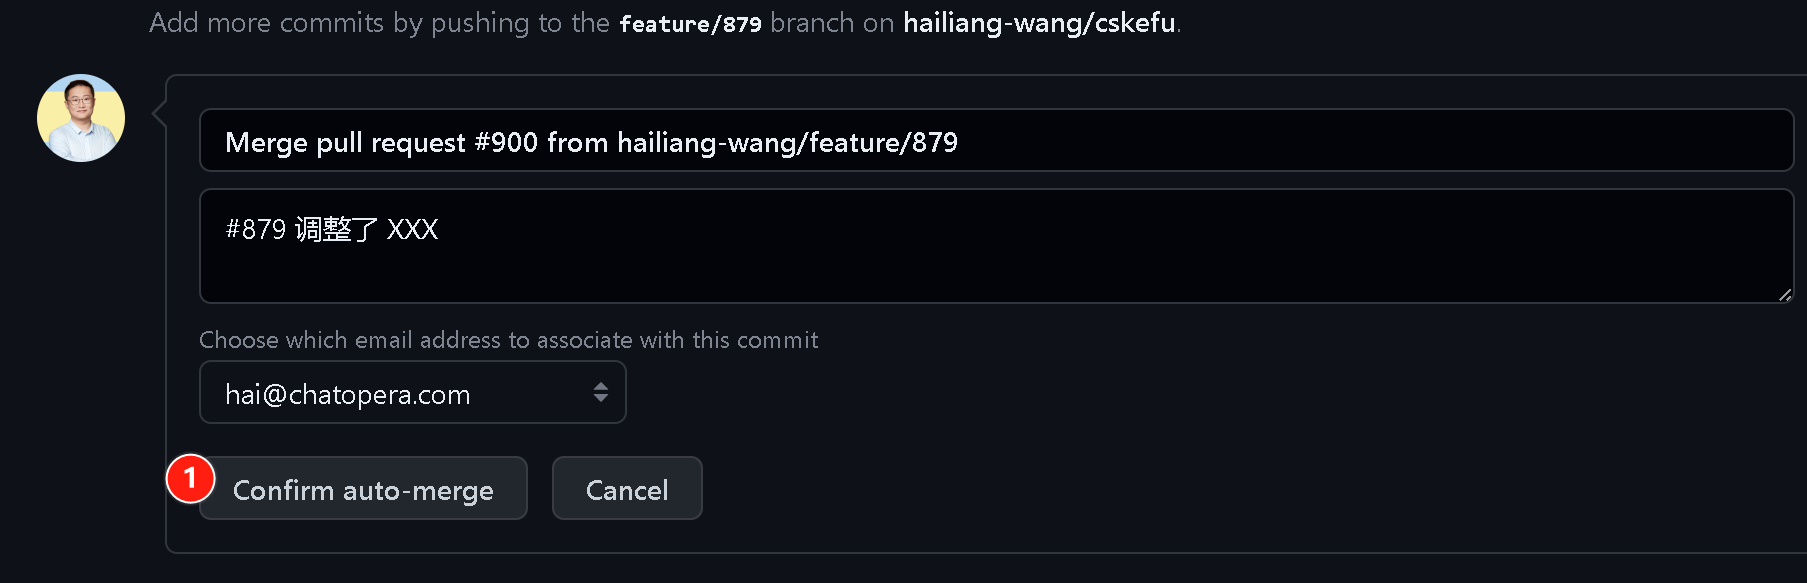 Add more commits by pushing to the feature/879 branch on hailiang-wang/cskefu.
Merge pull request #900 from hailiang-wang/feature/879
#879 调整了 XXX
Choose which email address to associate with this commit
hai@chatopera.com
1
Confirm auto-merge
Cancel